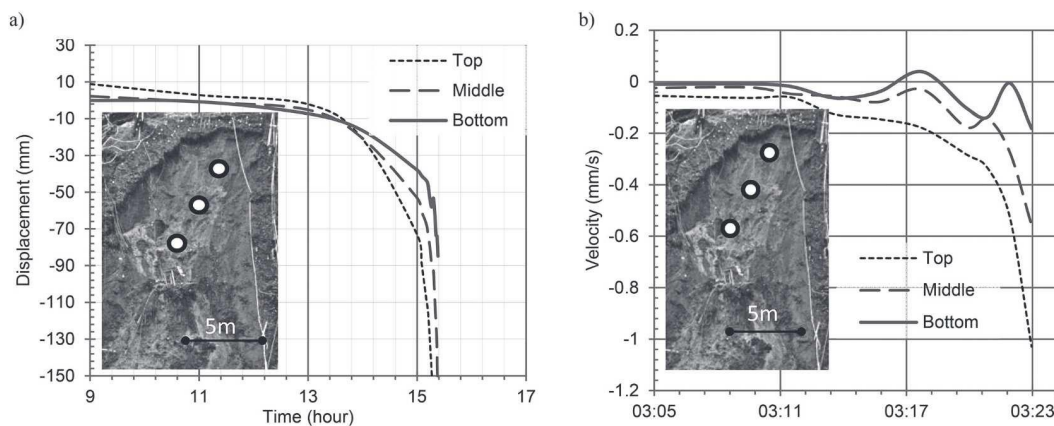 a)
30
10
-10
-30
-50
-70
-90
-110
-130
-150
Displacement (mm)
Top
Middle
Bottom
5m
9
11
13
15
17
Time (hour)
b)
0.2
0
-0.2
-0.4
-0.6
-0.8
-1
-1.2
Velocity (mm/s)
5m
Top
Middle
Bottom
03:05
03:11
03:17
03:23